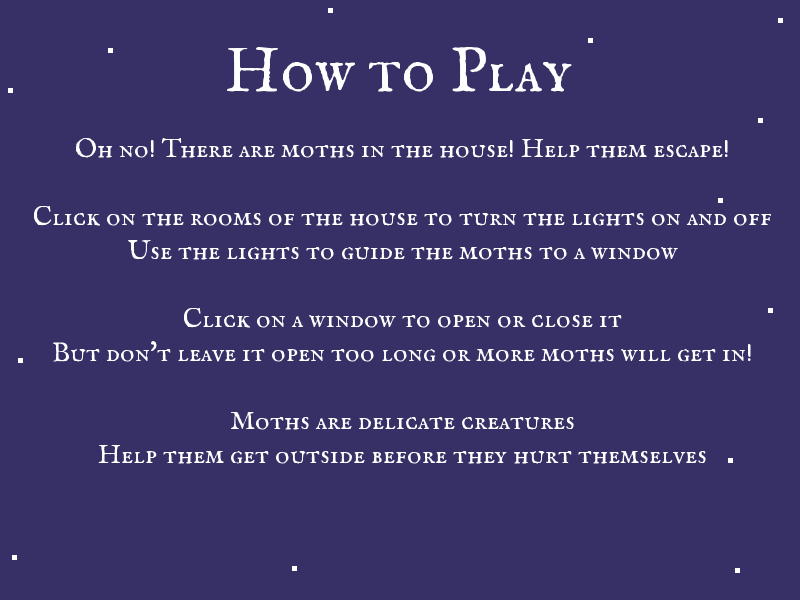 How to Play
Oh no! There are moths in the house! Help them escape!
Click on the rooms of the house to turn the lights on and off
Use the lights to guide the moths to a window
Click on a window to open or close it
But don't leave it open too long or more moths will get in!
Moths are delicate creatures
Help them get outside before they hurt themselves